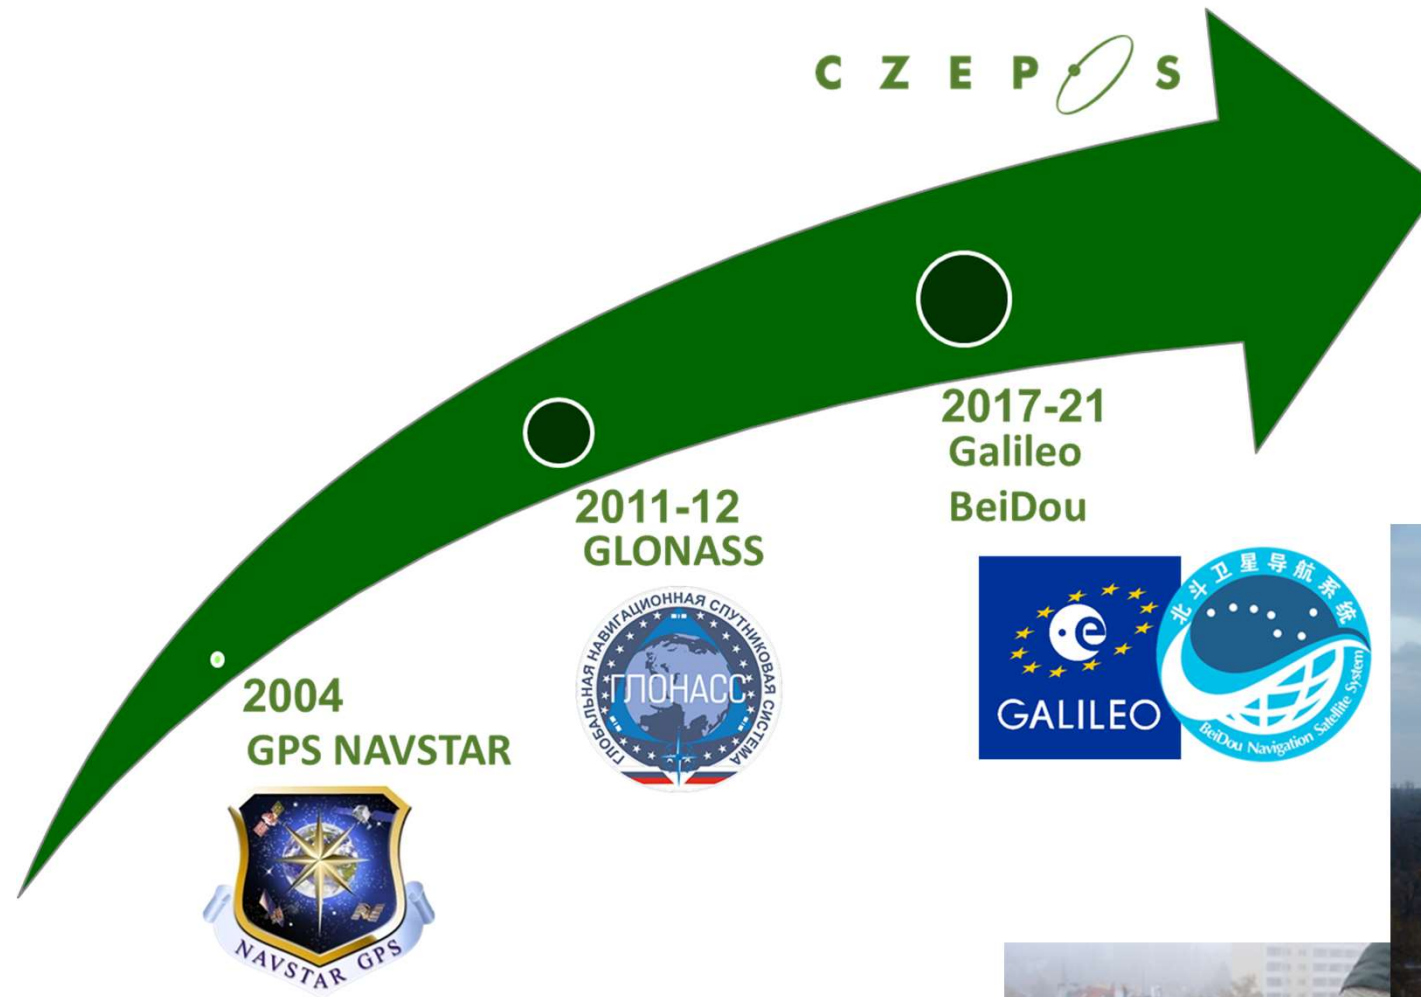 CZEPOS
2017-21
Galileo
BeiDou
2011-12
GLONASS
2004
GPS NAVSTAR
ГЛОБАЛЬНАЯ НАВИГАЦИОННАЯ СПУТНИКОВАЯ СИСТЕМА
ГЛОНАСС
GALILEO
北斗卫星导航系统
BeiDou Navigation Satellite System
NAVSTAR GPS